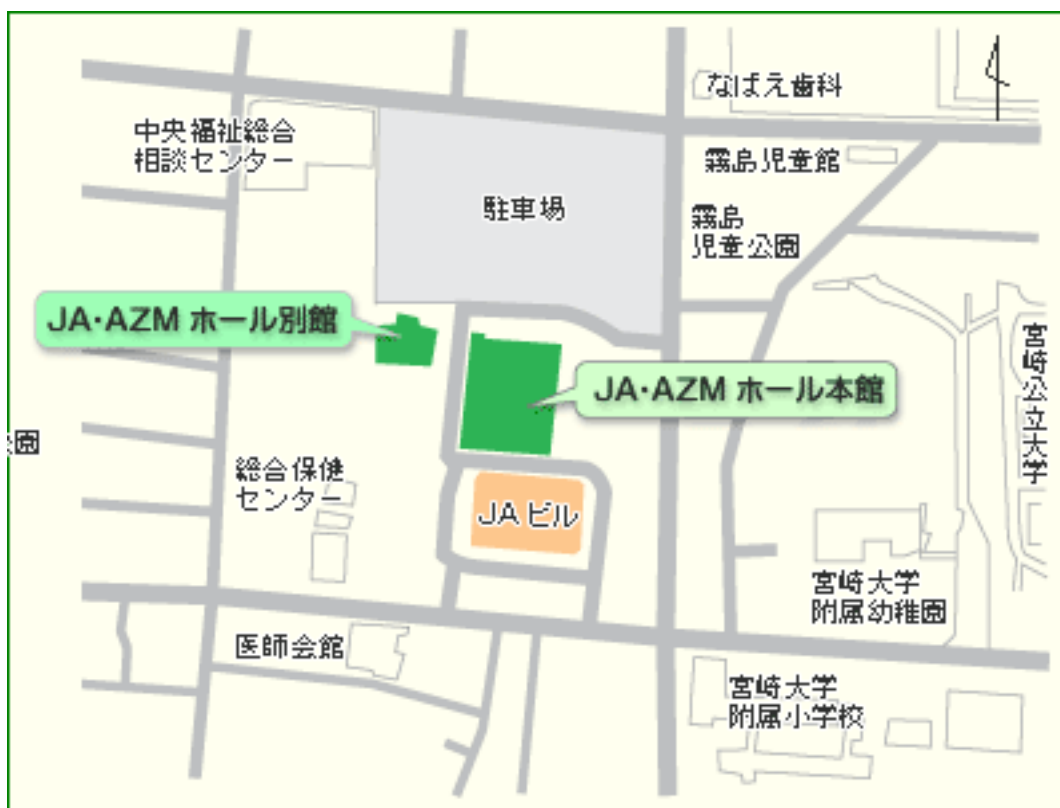 なばえ歯科
中央福祉総合
相談センター
霧島児童館
駐車場
霧島
児童公園
JA・AZM ホール別館
宮崎公立大学
JA・AZM ホール本館
園
総合保健
センター
JA ビル
宮崎大学
附属幼稚園
医師会館
宮崎大学
附属小学校